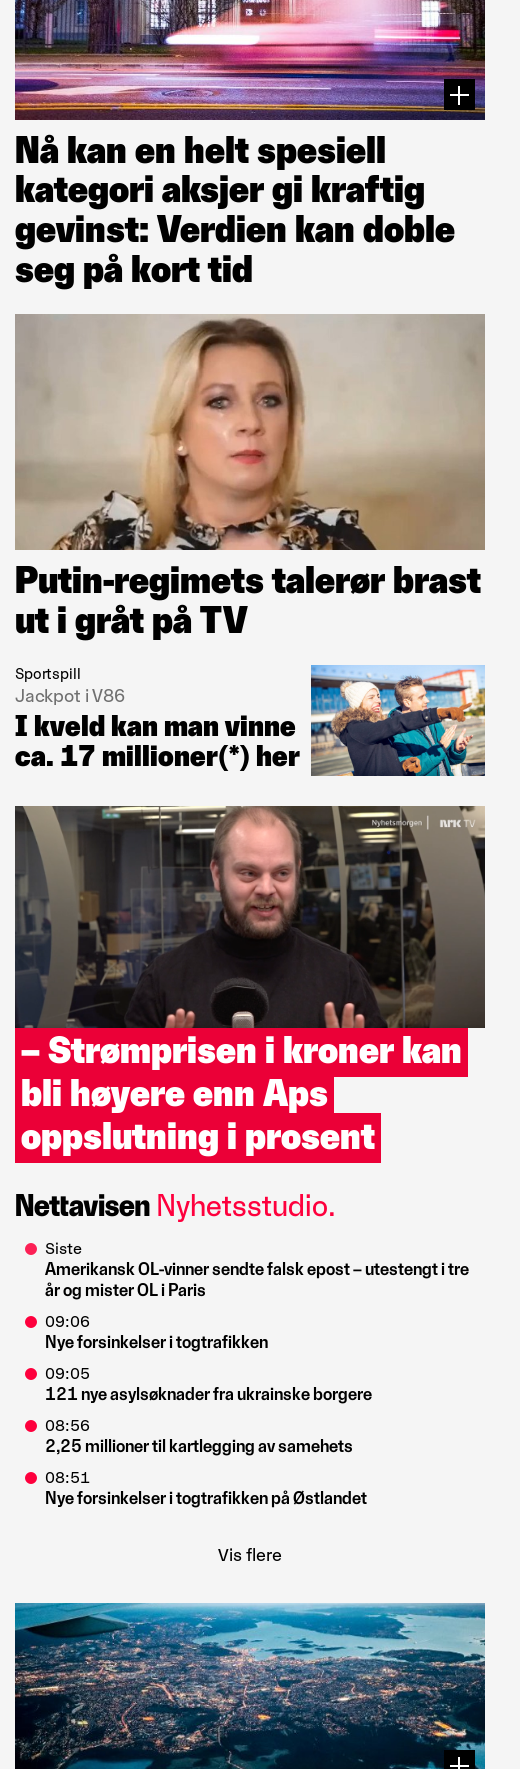 Nå kan en helt spesiell
kategori aksjer gi kraftig
gevinst: Verdien kan doble
seg på kort tid
Putin-regimets talerør brast
ut i gråt på TV
Sportspill
Jackpot i V86
I kveld kan man vinne
ca. 17 millioner(*) her
Nyhetsmorgen | NRK TV
– Strømprisen i kroner kan
bli høyere enn Aps
oppslutning i prosent
Nettavisen Nyhetsstudio.
Siste
Amerikansk OL-vinner sendte falsk epost – utestengt i tre
år og mister OL i Paris
09:06
Nye forsinkelser i togtrafikken
09:05
121 nye asylsøknader fra ukrainske borgere
08:56
2,25 millioner til kartlegging av samehets
08:51
Nye forsinkelser i togtrafikken på Østlandet
Vis flere